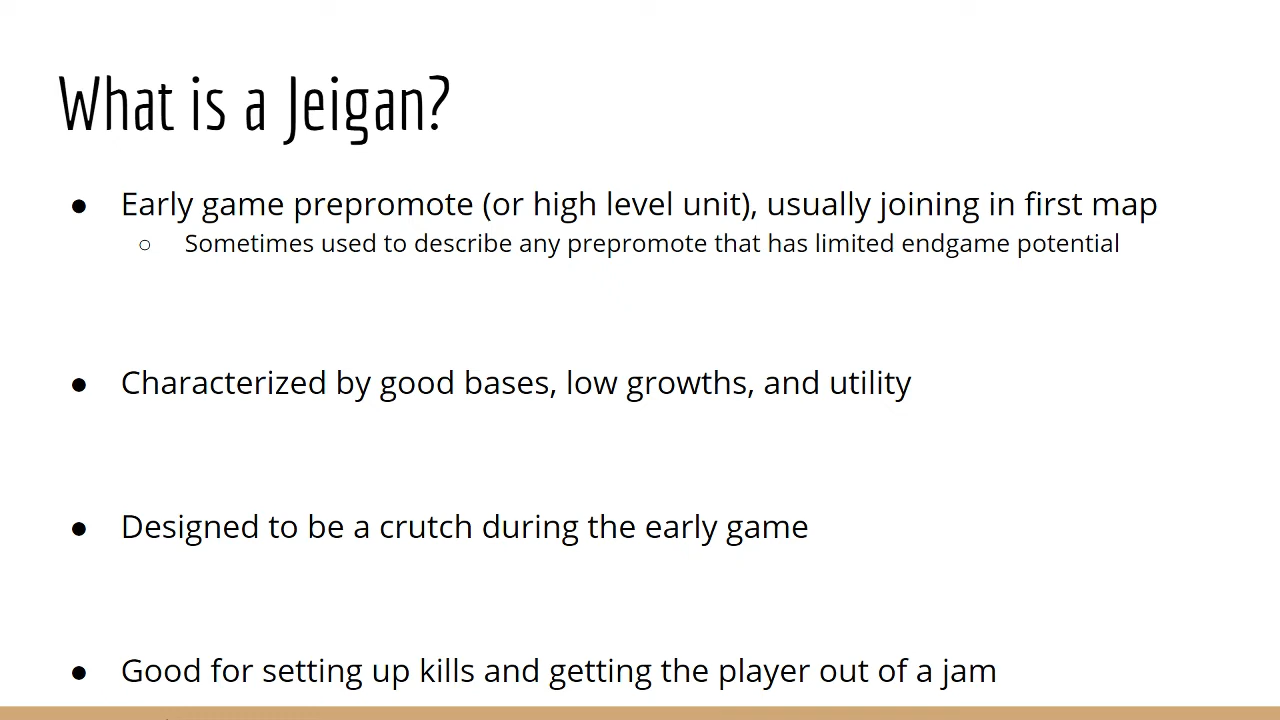 What is a Jeigan?
● Early game prepromote (or high level unit), usually joining in first map
○ Sometimes used to describe any prepromote that has limited endgame potential
● Characterized by good bases, low growths, and utility
● Designed to be a crutch during the early game
● Good for setting up kills and getting the player out of a jam